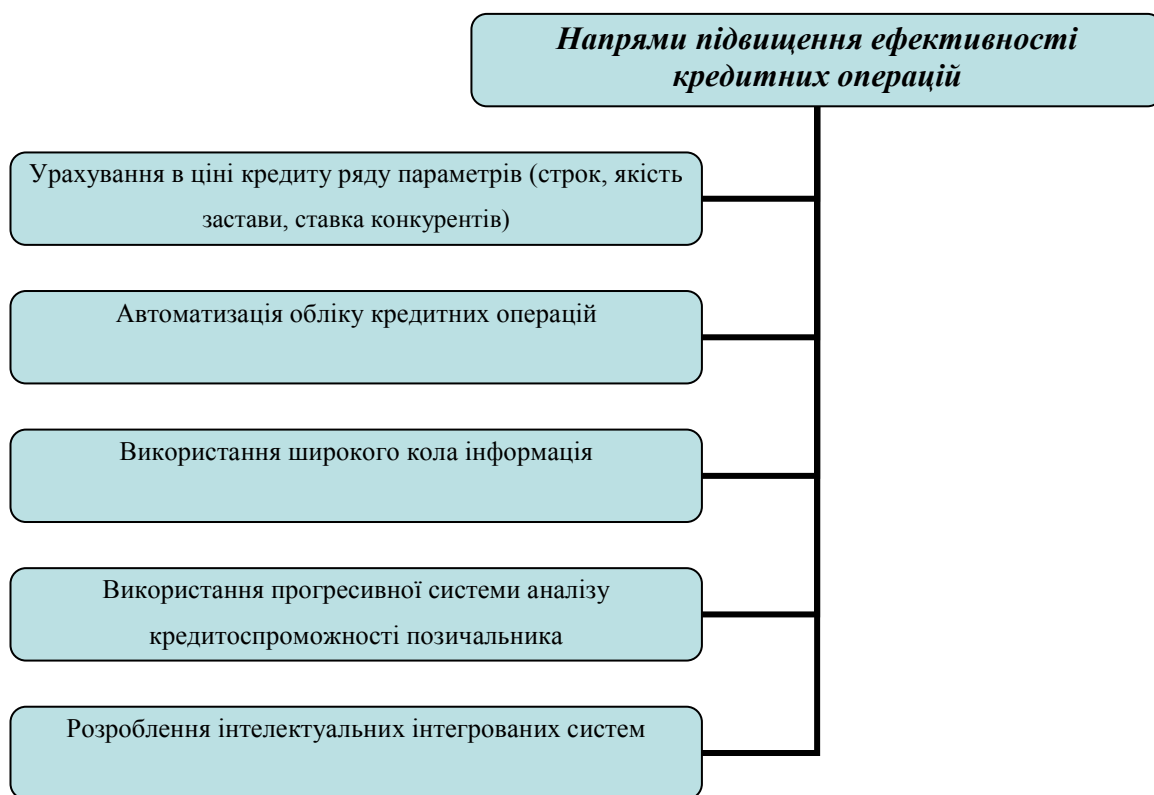 Напрями підвищення ефективності
кредитних операцій
Урахування в ціні кредиту ряду параметрів (строк, якість
застави, ставка конкурентів)
Автоматизація обліку кредитних операцій
Використання широкого кола інформація
Використання прогресивної системи аналізу
кредитоспроможності позичальника
Розроблення інтелектуальних інтегрованих систем